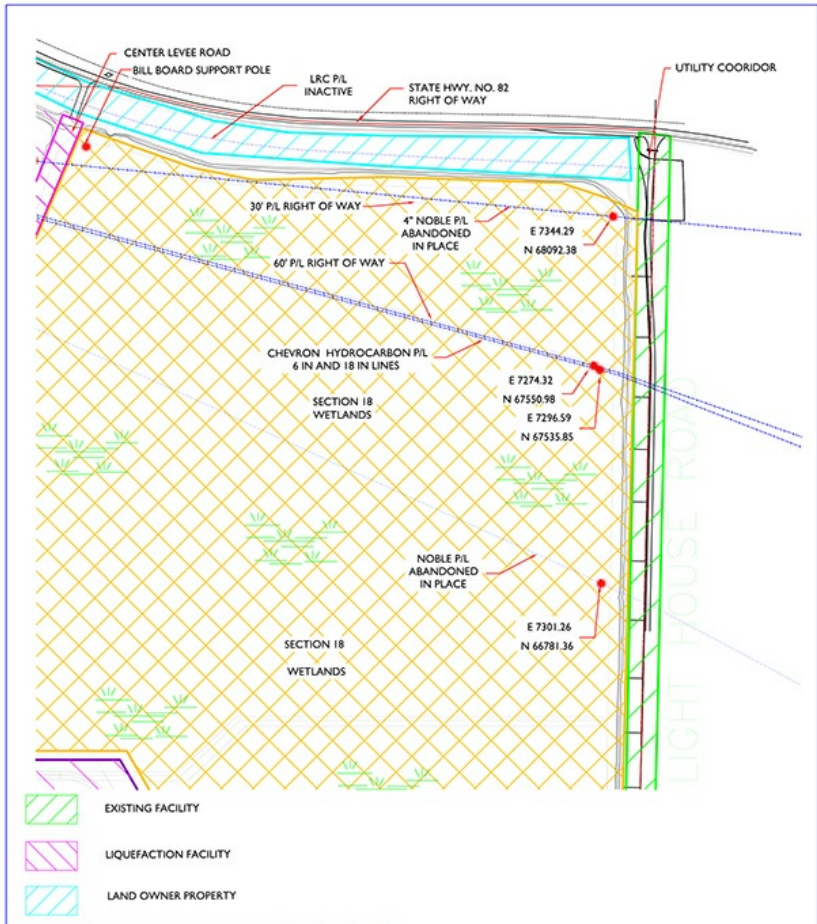 CENTER LEVEE ROAD
BILL BOARD SUPPORT POLE
LRC P/L
INACTIVE
STATE HWY. NO. 82
RIGHT OF WAY
UTILITY COORIDOR
30' P/L RIGHT OF WAY
4" NOBLE P/L
ABANDONED
IN PLACE
E 7344.29
N 68092.38
60' P/L RIGHT OF WAY
CHEVRON HYDROCARBON P/L
6 IN AND 18 IN LINES
E 7274.32
N 67550.98
E 7296.59
N 67535.85
SECTION 18
WETLANDS
LIGHT HOUSE ROAD
NOBLE P/L
ABANDONED
IN PLACE
E 7301.26
N 66781.36
SECTION 18
WETLANDS
EXISTING FACILITY
LIQUEFACTION FACILITY
LAND OWNER PROPERTY